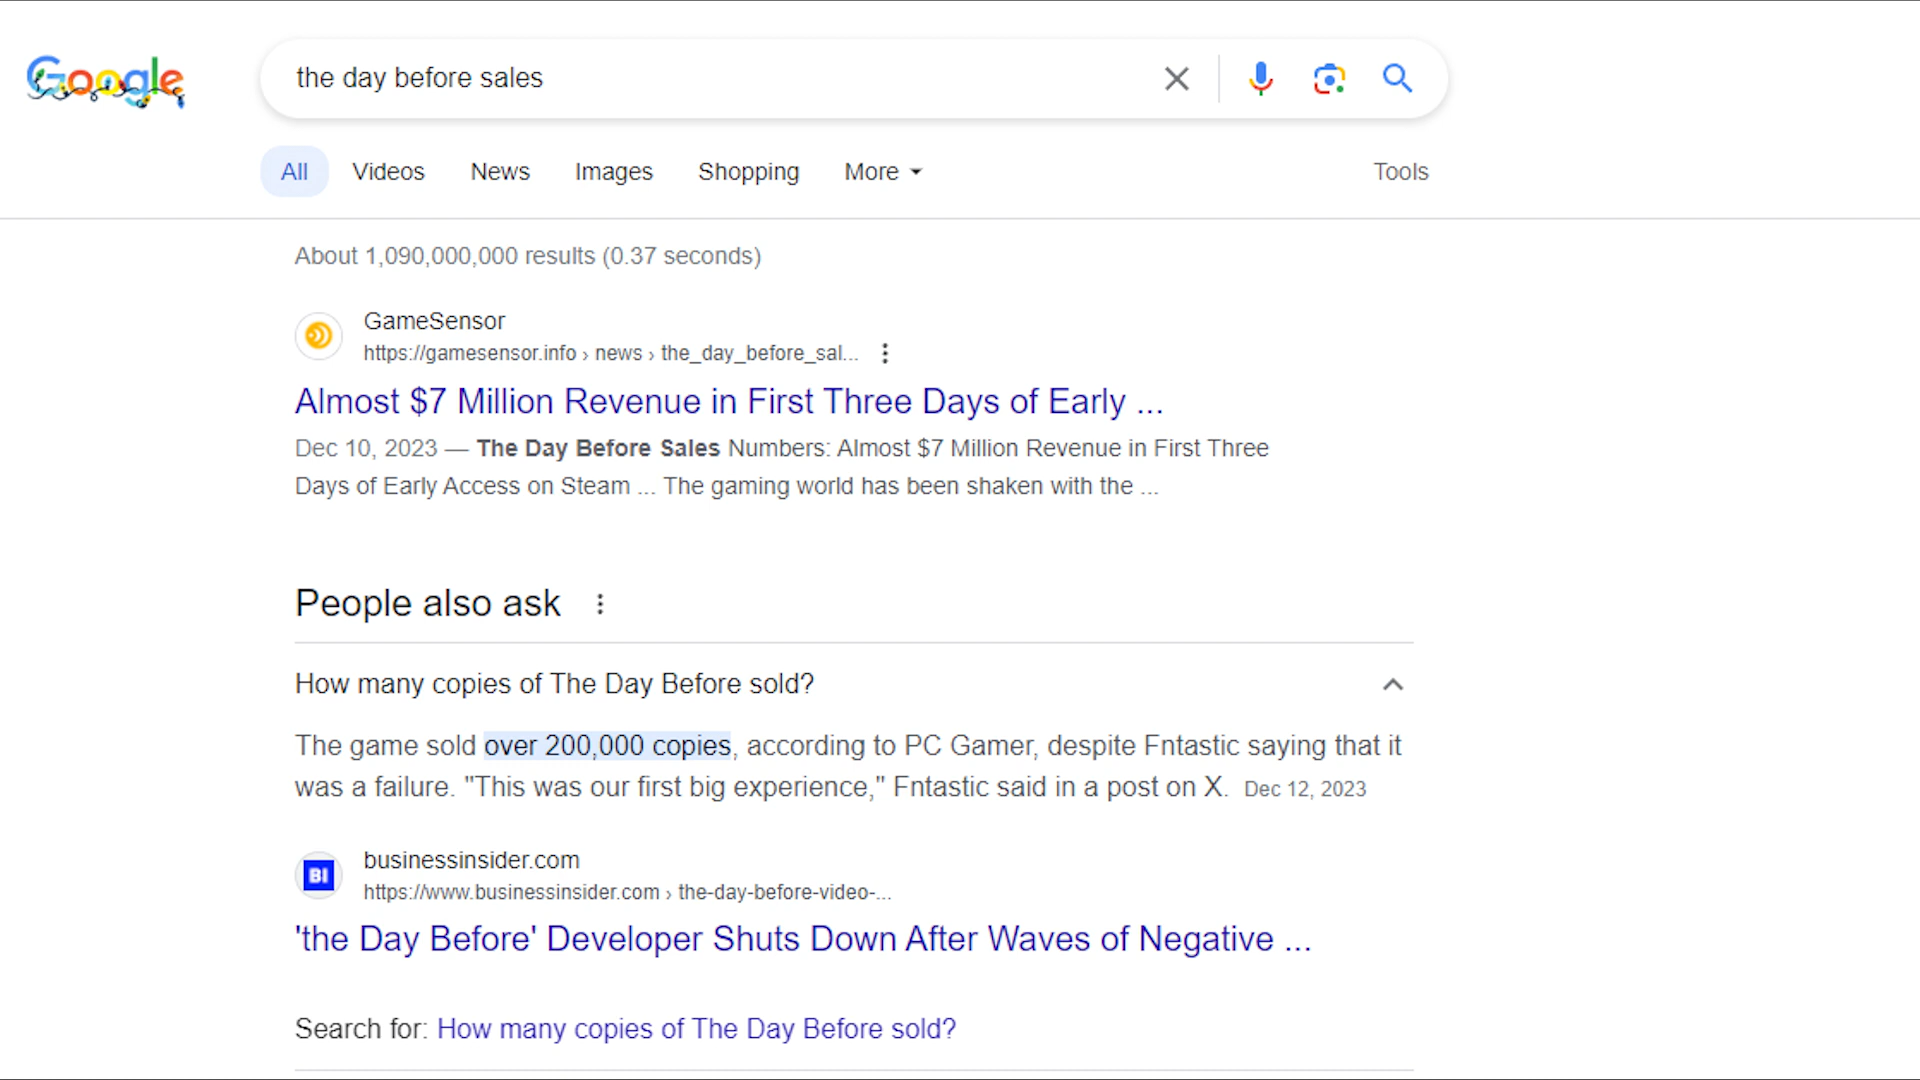 Google
the day before sales
All
Videos
News
Images
Shopping
More
Tools
About 1,090,000,000 results (0.37 seconds)
GameSensor
https://gamesensor.info › news › the_day_before_sal...
Almost $7 Million Revenue in First Three Days of Early ...
Dec 10, 2023 — The Day Before Sales Numbers: Almost $7 Million Revenue in First Three
Days of Early Access on Steam ... The gaming world has been shaken with the ...
People also ask
How many copies of The Day Before sold?
The game sold over 200,000 copies, according to PC Gamer, despite Fntastic saying that it
was a failure. "This was our first big experience," Fntastic said in a post on X. Dec 12, 2023
BI
businessinsider.com
https://www.businessinsider.com › the-day-before-video-...
'the Day Before' Developer Shuts Down After Waves of Negative ...
Search for: How many copies of The Day Before sold?